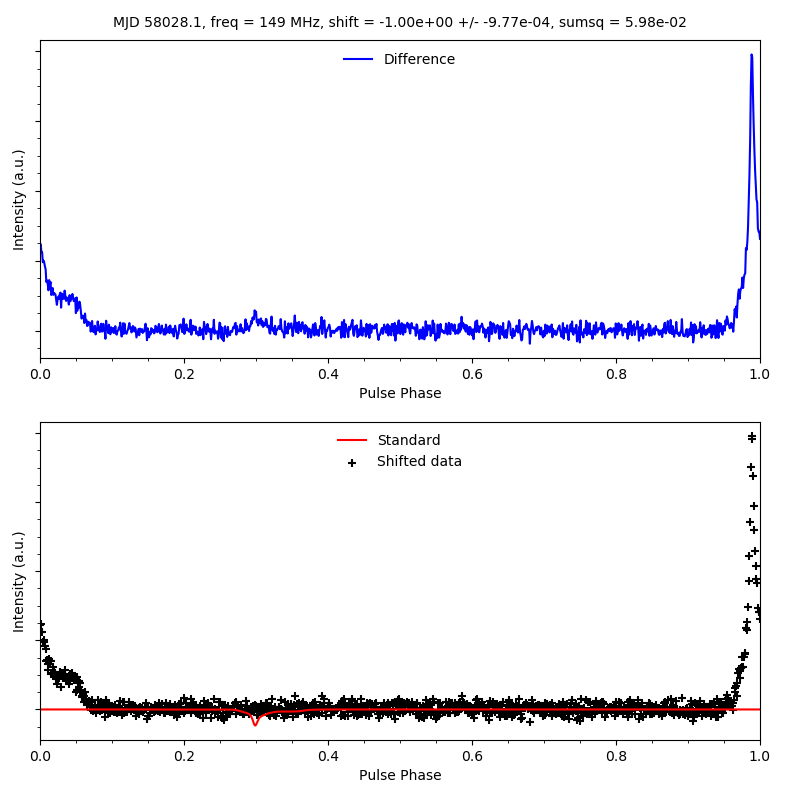 MJD 58028.1, freq = 149 MHz, shift = -1.00e+00 +/- -9.77e-04, sumsq = 5.98e-02
Difference
Intensity (a.u.)
0.0 0.2 0.4 0.6 0.8 1.0
Pulse Phase
Standard
Shifted data
Intensity (a.u.)
0.0 0.2 0.4 0.6 0.8 1.0
Pulse Phase